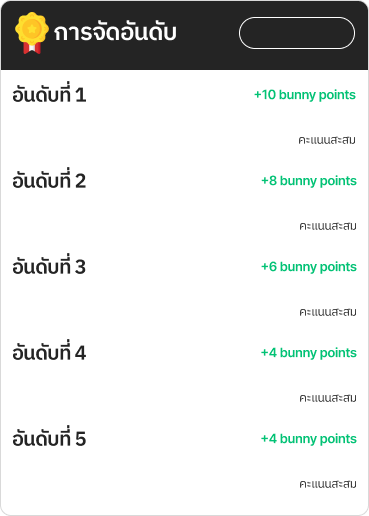 การจัดอันดับ
อันดับที่ 1 +10 bunny points
คะแนนสะสม
อันดับที่ 2 +8 bunny points
คะแนนสะสม
อันดับที่ 3 +6 bunny points
คะแนนสะสม
อันดับที่ 4 +4 bunny points
คะแนนสะสม
อันดับที่ 5 +4 bunny points
คะแนนสะสม